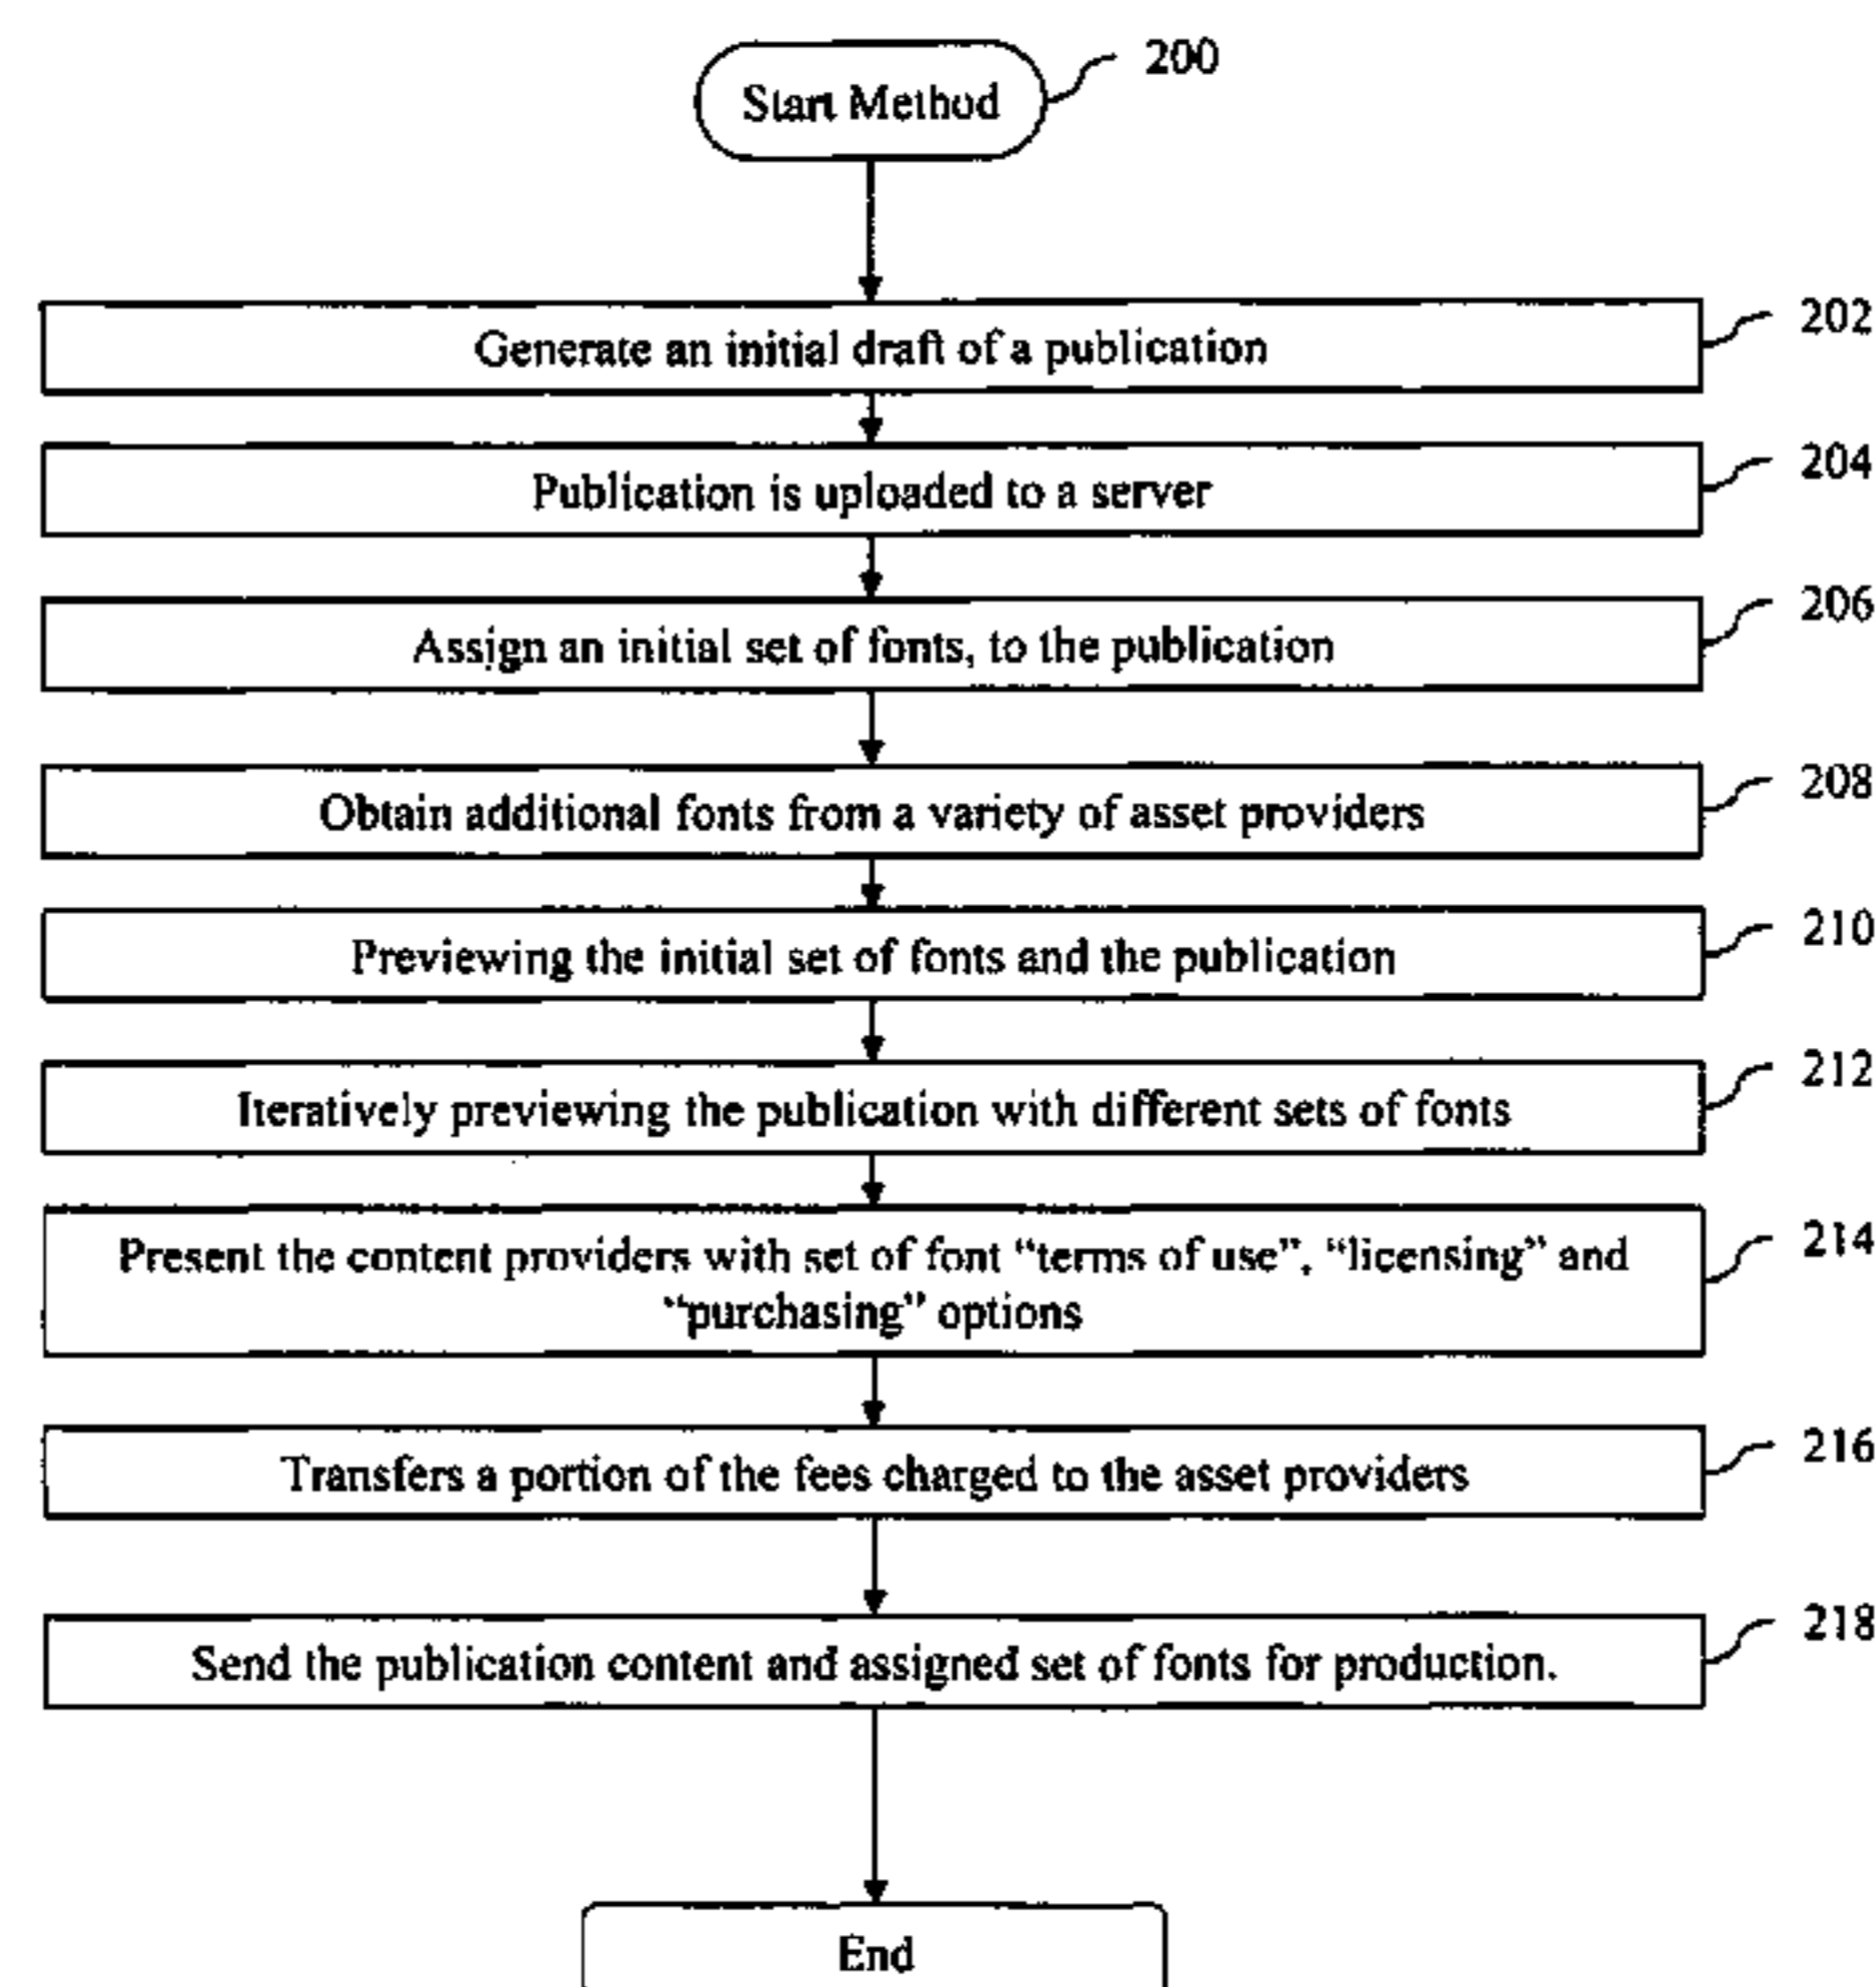 200
Start Method
202
Generate an initial draft of a publication
204
Publication is uploaded to a server
206
Assign an initial set of fonts, to the publication
208
Obtain additional fonts from a variety of asset providers
210
Previewing the initial set of fonts and the publication
212
Iteratively previewing the publication with different sets of fonts
214
Present the content providers with set of font “terms of use”, “licensing” and
“purchasing” options
216
Transfers a portion of the fees charged to the asset providers
218
Send the publication content and assigned set of fonts for production.
End